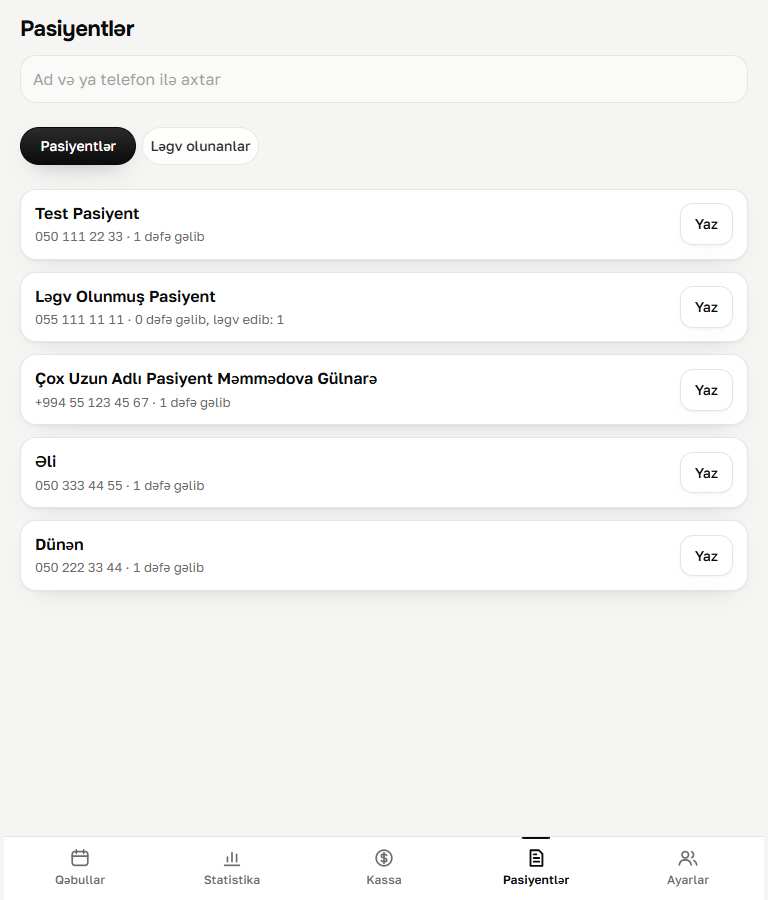 Pasiyentlər
Ad və ya telefon ilə axtar
Pasiyentlər
Ləgv olunanlar
Test Pasiyent
050 111 22 33 · 1 dəfə gəlib
Yaz
Ləgv Olunmuş Pasiyent
055 111 11 11 · 0 dəfə gəlib, ləgv edib: 1
Yaz
Çox Uzun Adlı Pasiyent Məmmədova Gülnarə
+994 55 123 45 67 · 1 dəfə gəlib
Yaz
Əli
050 333 44 55 · 1 dəfə gəlib
Yaz
Dünən
050 222 33 44 · 1 dəfə gəlib
Yaz
Qəbullar
Statistika
Kassa
Pasiyentlər
Ayarlar